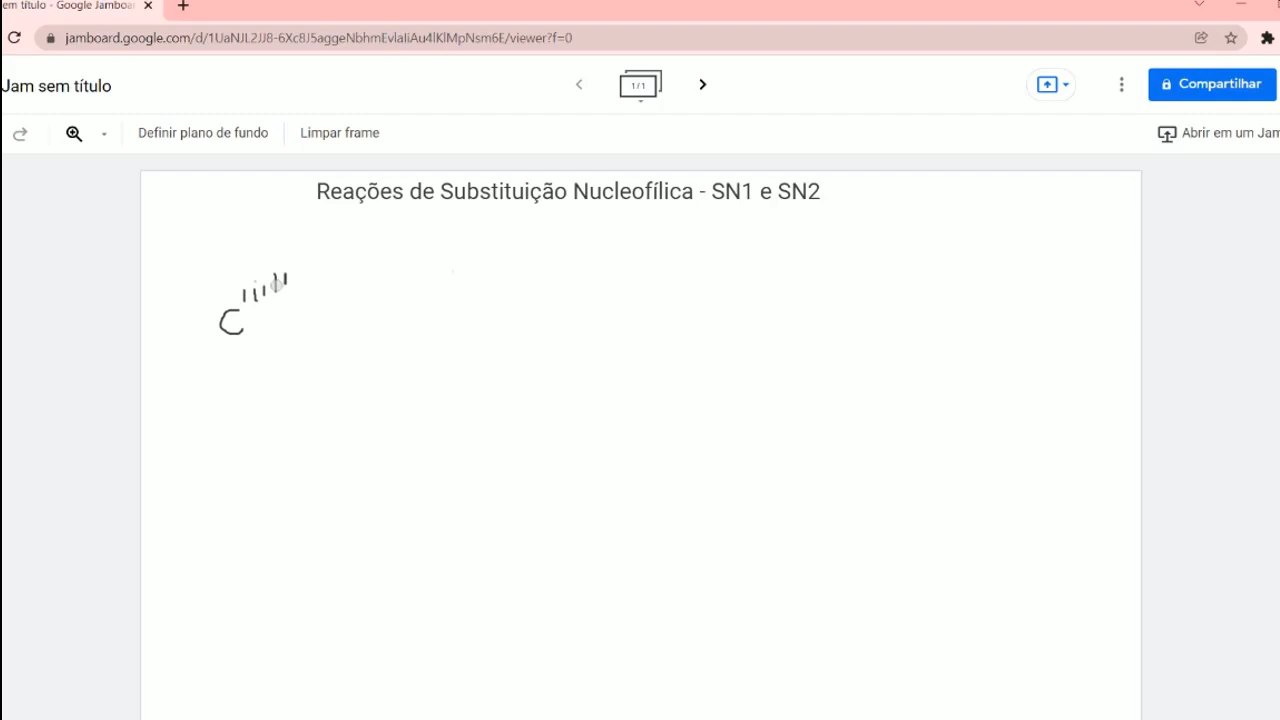 em título - Google Jamboar
jamboard.google.com/d/1UaNJL2JJ8-6Xc8J5aggeNbhmEvlaIiAu4lKlMpNsm6E/viewer?f=0
Jam sem título
1/1
Compartilhar
Definir plano de fundo
Limpar frame
Abrir em um Jam
Reações de Substituição Nucleofílica - SN1 e SN2
C